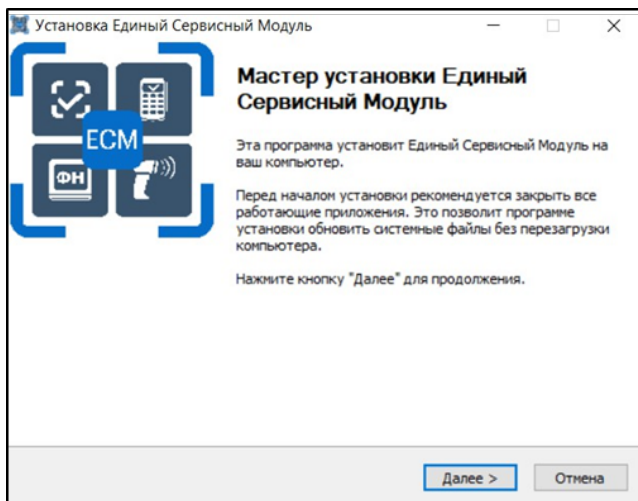 Установка Единый Сервисный Модуль
Мастер установки Единый
Сервисный Модуль
ЕСМ
ФН
Эта программа установит Единый Сервисный Модуль на
ваш компьютер.
Перед началом установки рекомендуется закрыть все
работающие приложения. Это позволит программе
установки обновить системные файлы без перезагрузки
компьютера.
Нажмите кнопку "Далее" для продолжения.
Далее >
Отмена